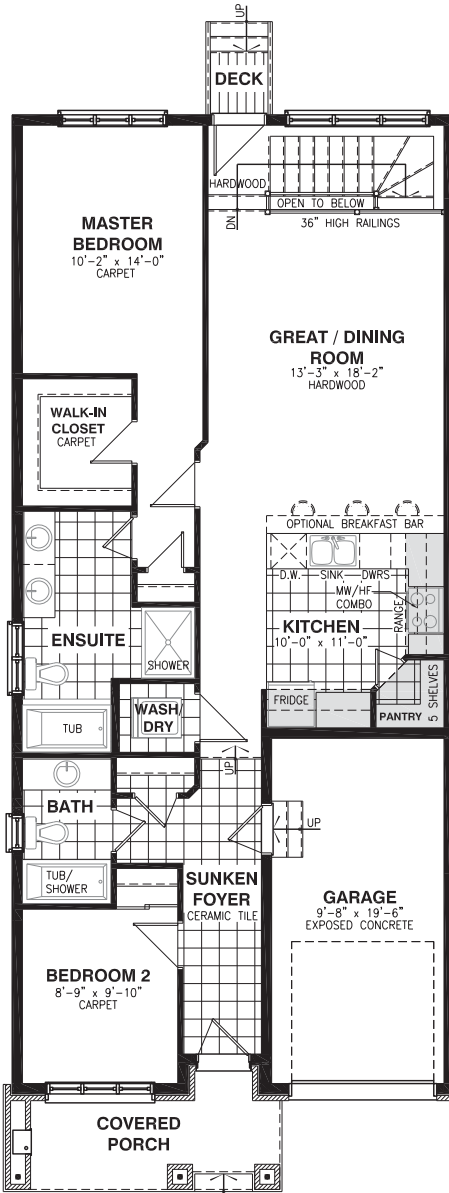 UP
DECK
HARDWOOD
OPEN TO BELOW
DN
36" HIGH RAILINGS
MASTER
BEDROOM
10'-2" x 14'-0"
CARPET
GREAT / DINING
ROOM
13'-3" x 18'-2"
HARDWOOD
WALK-IN
CLOSET
CARPET
OPTIONAL BREAKFAST BAR
D.W.
SINK
DWRS
MW/HF
COMBO
RANGE
KITCHEN
10'-0" x 11'-0"
ENSUITE
SHOWER
FRIDGE
PANTRY
5 SHELVES
WASH/
DRY
TUB
UP
BATH
UP
TUB/
SHOWER
SUNKEN
FOYER
CERAMIC TILE
GARAGE
9'-8" x 19'-6"
EXPOSED CONCRETE
BEDROOM 2
8'-9" x 9'-10"
CARPET
COVERED
PORCH